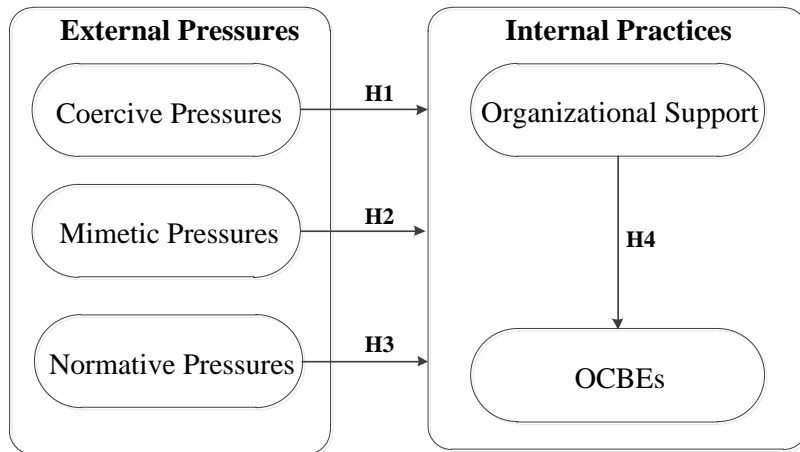 External Pressures
Internal Practices
Coercive Pressures
H1
Organizational Support
Mimetic Pressures
H2
H4
Normative Pressures
H3
OCBEs